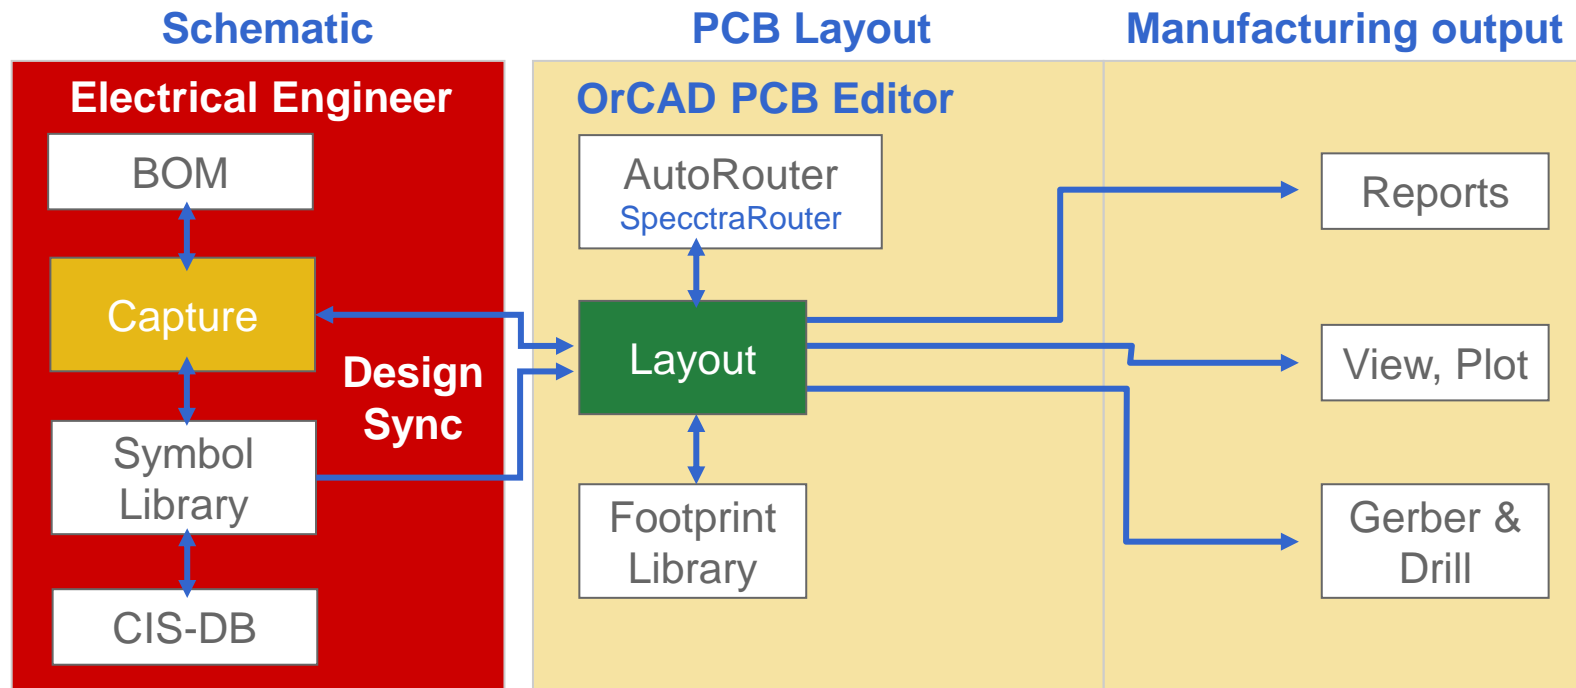 Schematic
PCB Layout
Manufacturing output
Electrical Engineer
BOM
Capture
Design
Sync
Symbol
Library
CIS-DB
OrCAD PCB Editor
AutoRouter
SpecctraRouter
Layout
Footprint
Library
Reports
View, Plot
Gerber &
Drill